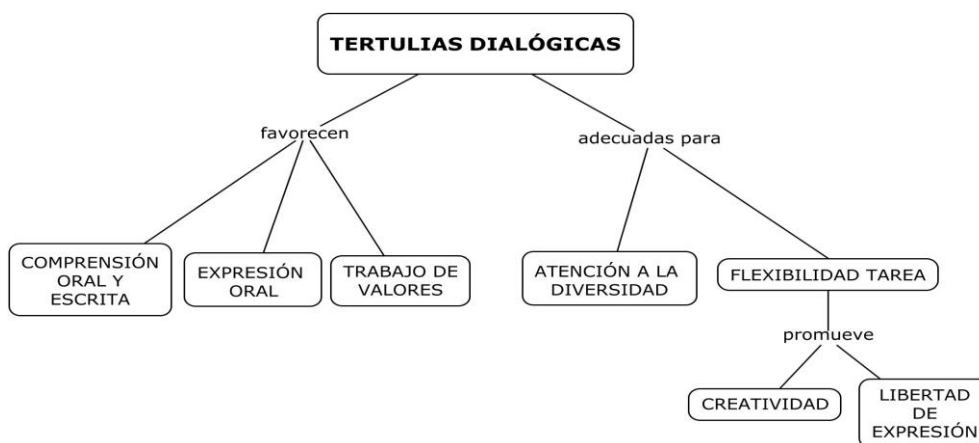 TERTULIAS DIALÓGICAS
favorecen
adecuadas para
COMPRENSIÓN
ORAL Y
ESCRITA
EXPRESIÓN
ORAL
TRABAJO DE
VALORES
ATENCIÓN A LA
DIVERSIDAD
FLEXIBILIDAD TAREA
promueve
CREATIVIDAD
LIBERTAD
DE
EXPRESIÓN